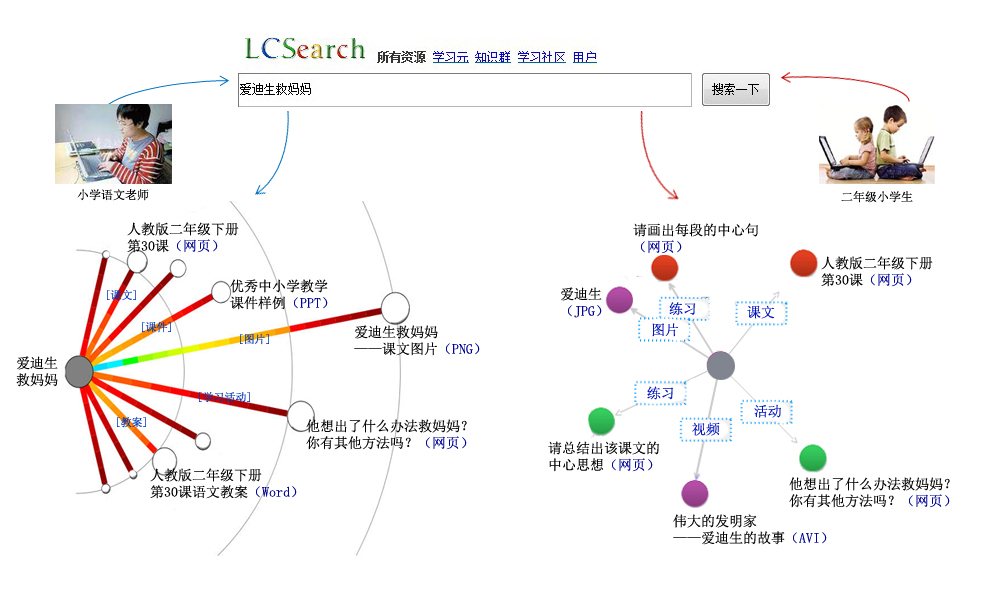 LCSearch
所有资源 学习元 知识群 学习社区 用户
爱迪生救妈妈
搜索一下
小学语文老师
二年级小学生
人教版二年级下册
第30课（网页）
[课文]
优秀中小学教学
课件样例（PPT）
[课件]
[图片]
爱迪生救妈妈
——课文图片（PNG）
爱迪生
救妈妈
[学习活动]
他想出了什么办法救妈妈？
你有其他方法吗？（网页）
[教案]
人教版二年级下册
第30课语文教案（Word）
请画出每段的中心句
（网页）
人教版二年级下册
第30课（网页）
爱迪生
（JPG）
练习
课文
图片
练习
活动
视频
请总结出该课文的
中心思想（网页）
他想出了什么办法救妈妈？
你有其他方法吗？（网页）
伟大的发明家
——爱迪生的故事（AVI）